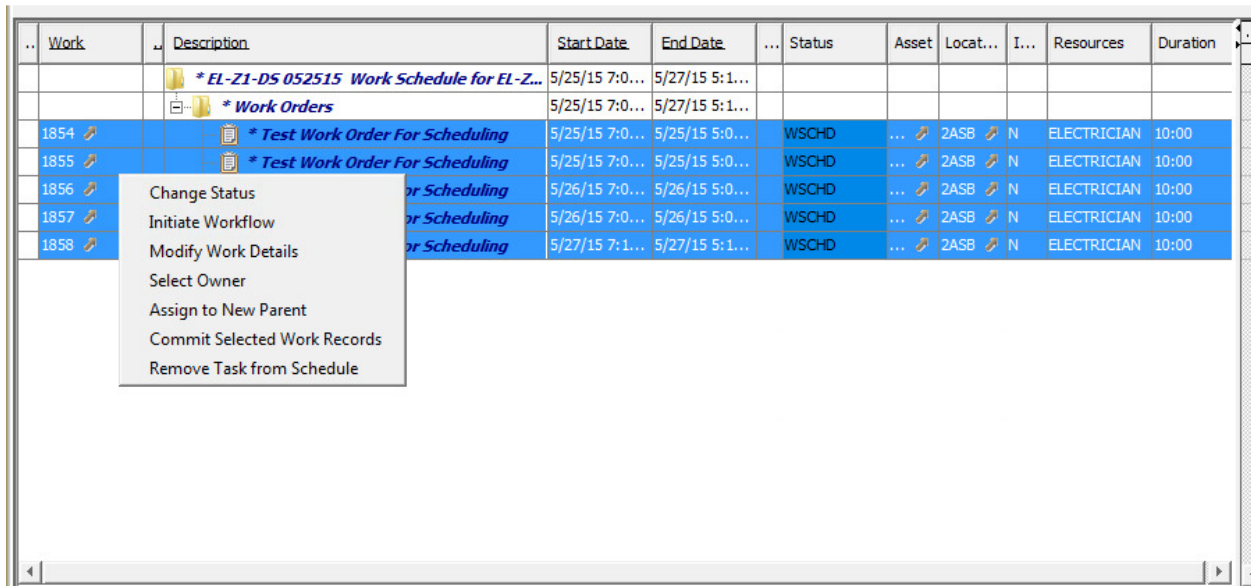 .. Work .. Description Start Date End Date ... Status Asset Locat... I... Resources Duration
* EL-Z1-DS 052515 Work Schedule for EL-Z... 5/25/15 7:0... 5/27/15 5:1...
* Work Orders 5/25/15 7:0... 5/27/15 5:1...
1854 * Test Work Order For Scheduling 5/25/15 7:0... 5/25/15 5:0... WSCHD ... 2ASB N ELECTRICIAN 10:00
1855 * Test Work Order For Scheduling 5/25/15 7:0... 5/25/15 5:0... WSCHD ... 2ASB N ELECTRICIAN 10:00
1856 or Scheduling 5/26/15 7:0... 5/26/15 5:0... WSCHD ... 2ASB N ELECTRICIAN 10:00
1857 or Scheduling 5/26/15 7:0... 5/26/15 5:0... WSCHD ... 2ASB N ELECTRICIAN 10:00
1858 or Scheduling 5/27/15 7:1... 5/27/15 5:1... WSCHD ... 2ASB N ELECTRICIAN 10:00
Change Status
Initiate Workflow
Modify Work Details
Select Owner
Assign to New Parent
Commit Selected Work Records
Remove Task from Schedule